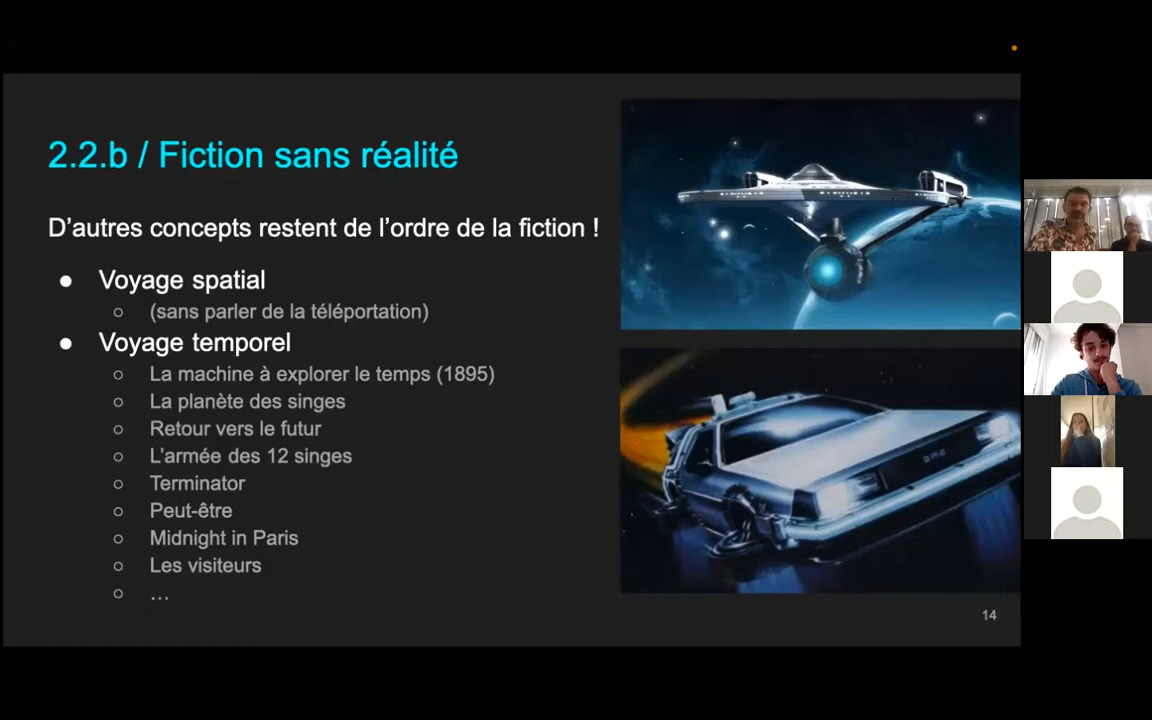 2.2.b / Fiction sans réalité
D'autres concepts restent de l'ordre de la fiction !
● Voyage spatial
○ (sans parler de la téléportation)
● Voyage temporel
○ La machine à explorer le temps (1895)
○ La planète des singes
○ Retour vers le futur
○ L'armée des 12 singes
○ Terminator
○ Peut-être
○ Midnight in Paris
○ Les visiteurs
○ …
DMC
14